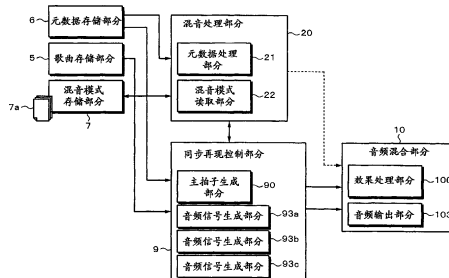 6
元数据存储部分
5
歌曲存储部分
混音模式
存储部分
7a
7
混音处理部分
20
元数据处理
部分
21
混音模式
读取部分
22
同步再现控制部分
主拍子生成
部分
90
音频信号生成部分
93a
音频信号生成部分
93b
音频信号生成部分
93c
9
10
音频混合部分
效果处理部分
100
音频输出部分
103